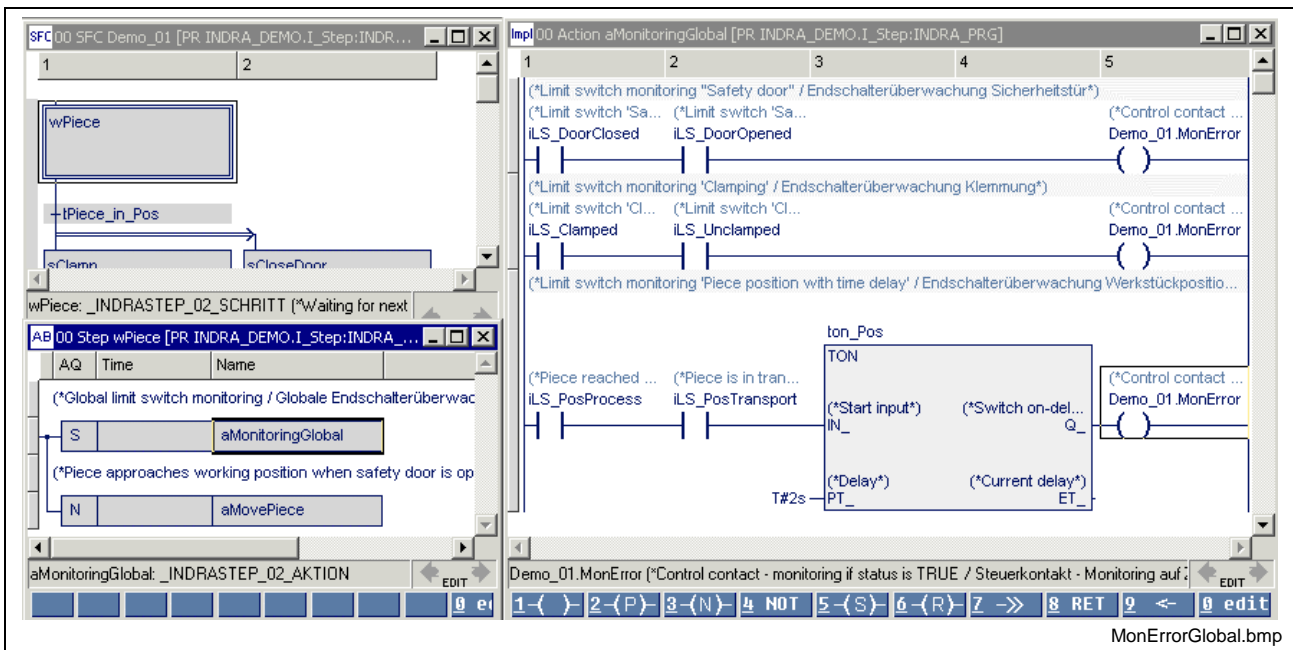 SFC 00 SFC Demo_01 [PR INDRA_DEMO.I_Step:INDR...
1 2
wPiece
tPiece_in_Pos
sClamp sCloseDoor
wPiece: _INDRASTEP_02_SCHRITT (*Waiting for next
AB 00 Step wPiece [PR INDRA_DEMO.I_Step:INDRA_...
AQ Time Name
(*Global limit switch monitoring / Globale Endschalterüberwac
S aMonitoringGlobal
(*Piece approaches working position when safety door is op
N aMovePiece
aMonitoringGlobal: _INDRASTEP_02_AKTION EDIT
0 e
Impl 00 Action aMonitoringGlobal [PR INDRA_DEMO.I_Step:INDRA_PRG]
1 2 3 4 5
(*Limit switch monitoring "Safety door" / Endschalterüberwachung Sicherheitstür*)
(*Limit switch 'Sa... (*Limit switch 'Sa... (*Control contact ...
iLS_DoorClosed iLS_DoorOpened Demo_01.MonError
(*Limit switch monitoring 'Clamping' / Endschalterüberwachung Klemmung*)
(*Limit switch 'Cl... (*Limit switch 'Cl... (*Control contact ...
iLS_Clamped iLS_Unclamped Demo_01.MonError
(*Limit switch monitoring 'Piece position with time delay' / Endschalterüberwachung Werkstückpositio...
ton_Pos
TON
(*Piece reached ... (*Piece is in tran... (*Control contact ...
iLS_PosProcess iLS_PosTransport Demo_01.MonError
(*Start input*) (*Switch on-del...
IN_ Q_
(*Delay*) (*Current delay*)
T#2s PT_ ET_
Demo_01.MonError (*Control contact - monitoring if status is TRUE / Steuerkontakt - Monitoring auf EDIT
1-( )- 2-(P)- 3-(N)- 4 NOT 5-(S)- 6-(R)- 7 ->> 8 RET 9 <- 0 edit
MonErrorGlobal.bmp